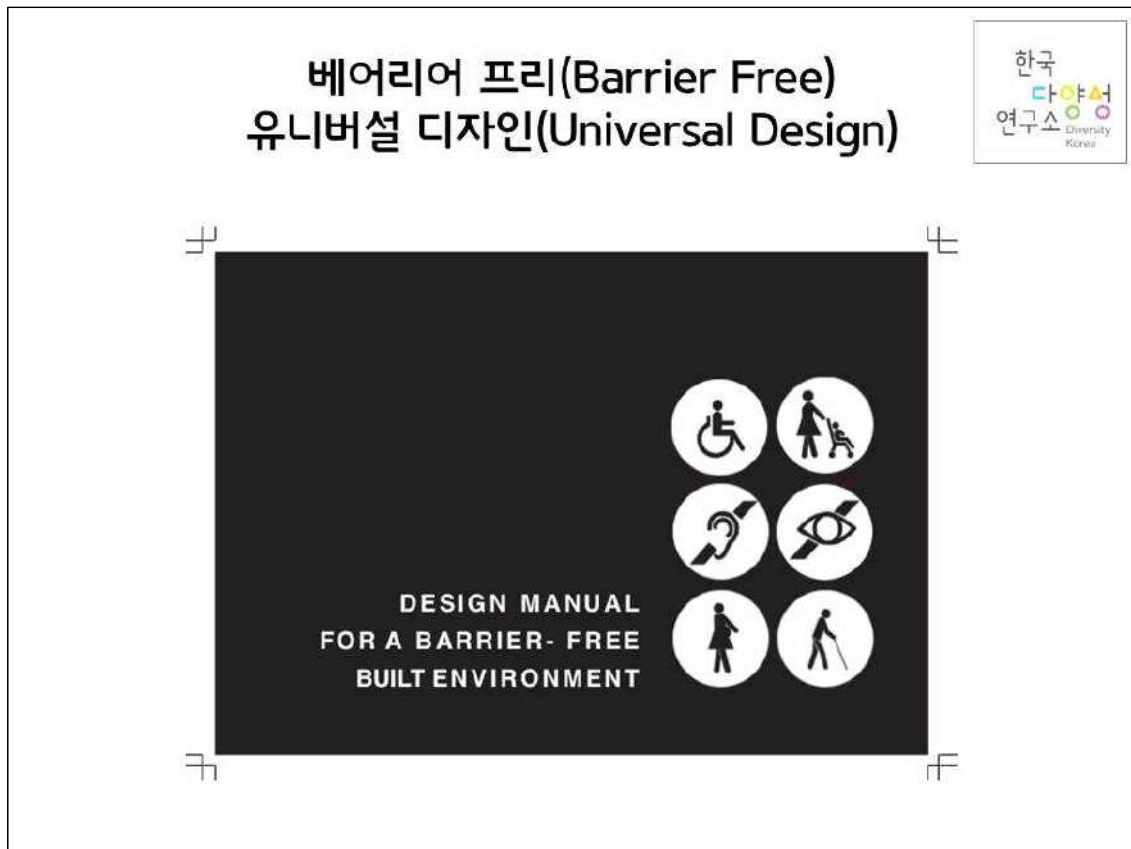 베어리어 프리(Barrier Free)
유니버설 디자인(Universal Design)
한국
다양성
연구소 Diversity
Korea
DESIGN MANUAL
FOR A BARRIER- FREE
BUILT ENVIRONMENT